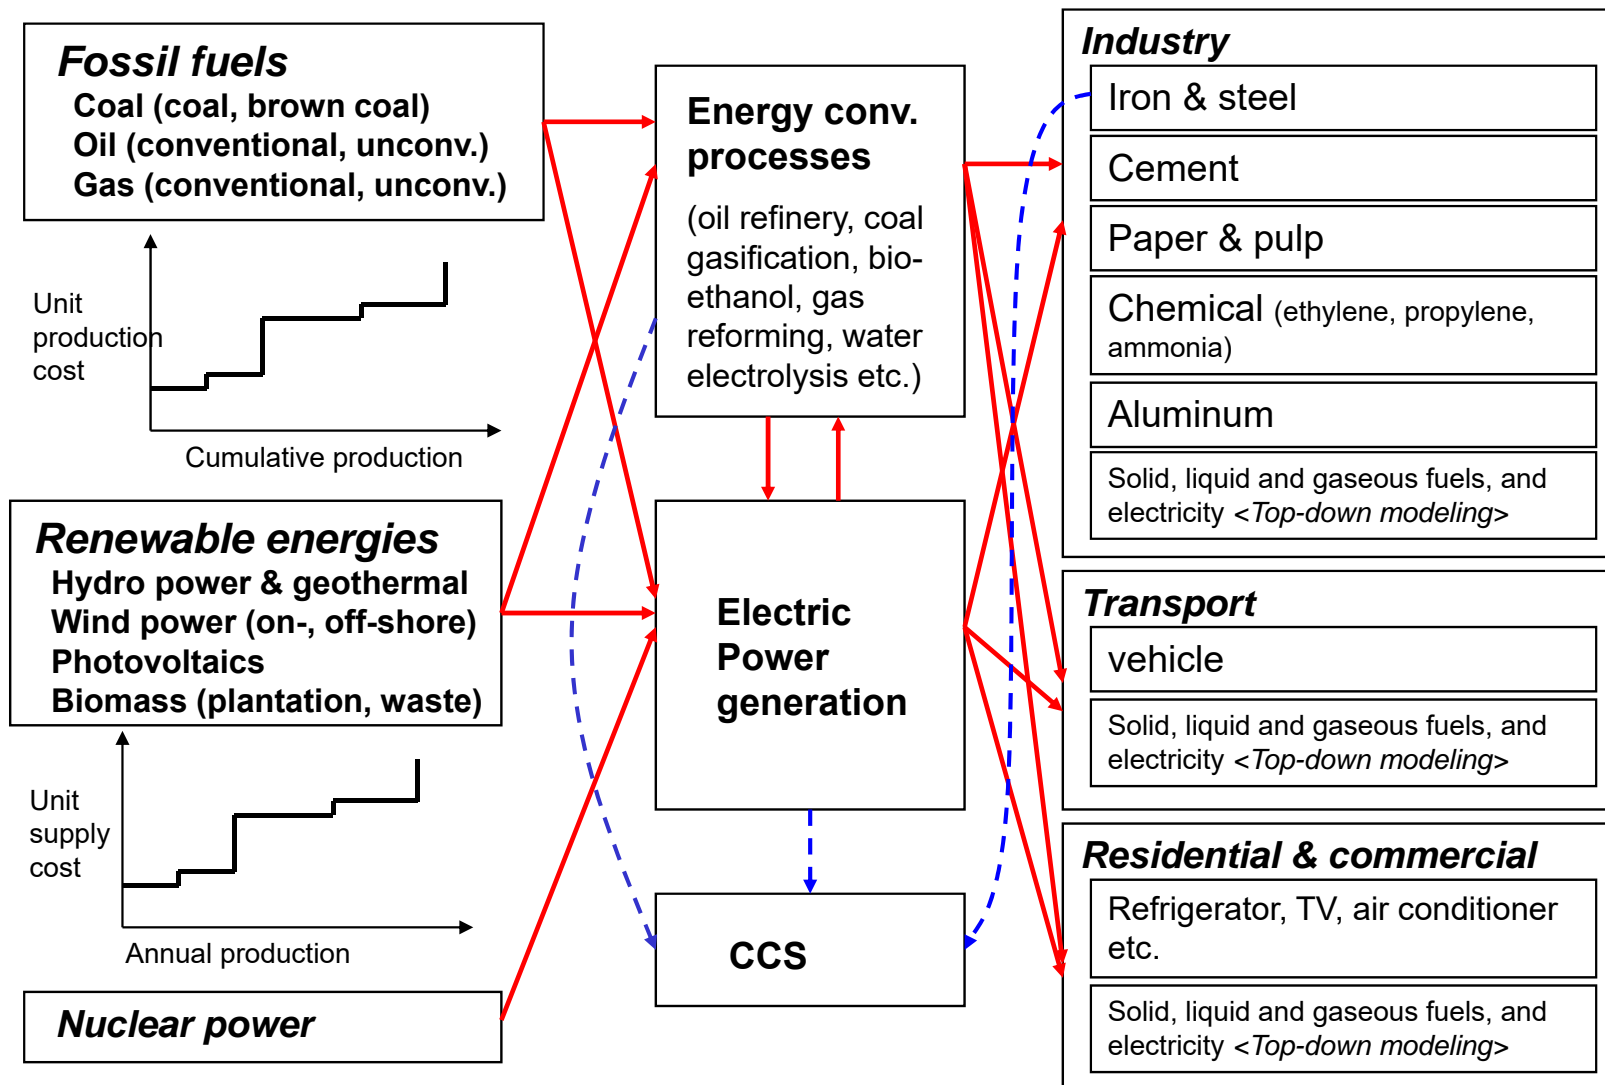 Fossil fuels
Coal (coal, brown coal)
Oil (conventional, unconv.)
Gas (conventional, unconv.)
Unit
production
cost
Cumulative production
Renewable energies
Hydro power & geothermal
Wind power (on-, off-shore)
Photovoltaics
Biomass (plantation, waste)
Unit
supply
cost
Annual production
Nuclear power
Energy conv.
processes
(oil refinery, coal
gasification, bio-
ethanol, gas
reforming, water
electrolysis etc.)
Electric
Power
generation
CCS
Industry
Iron & steel
Cement
Paper & pulp
Chemical (ethylene, propylene,
ammonia)
Aluminum
Solid, liquid and gaseous fuels, and
electricity <Top-down modeling>
Transport
vehicle
Solid, liquid and gaseous fuels, and
electricity <Top-down modeling>
Residential & commercial
Refrigerator, TV, air conditioner
etc.
Solid, liquid and gaseous fuels, and
electricity <Top-down modeling>